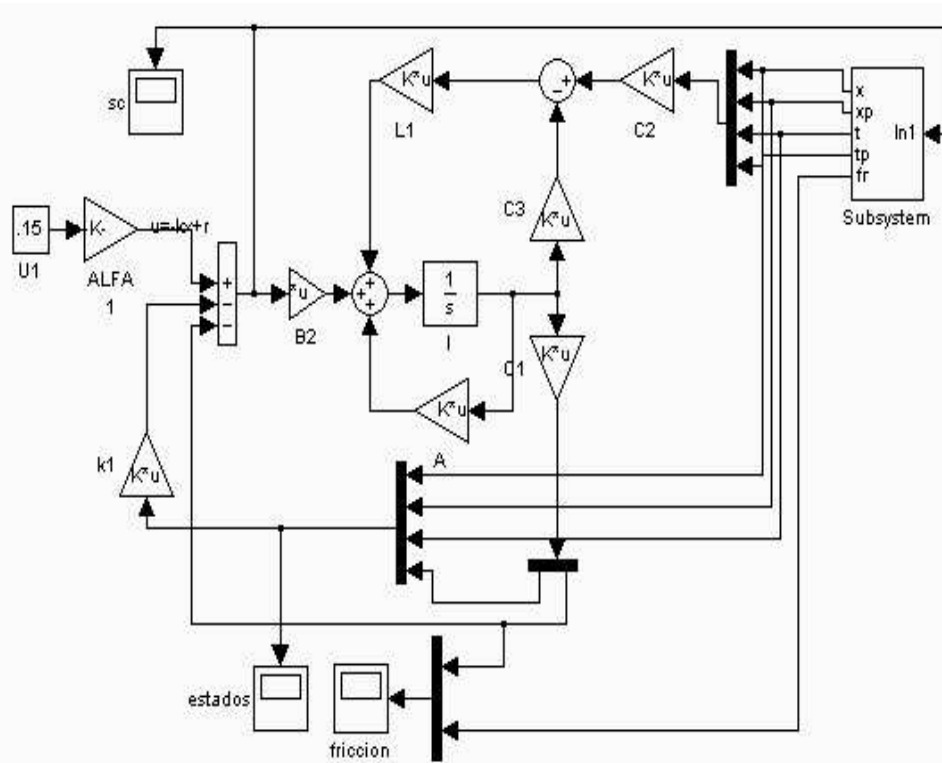 sc
K*u
L1
K*u
C2
x
xp
t
tp
fr
In1
Subsystem
.15
U1
K-
ALFA
1
u=-kx+r
+
−
−
*u
B2
+
+
+
1
s
I
− +
C3
K*u
C1
K*u
K*u
A
k1
K*u
estados
friccion